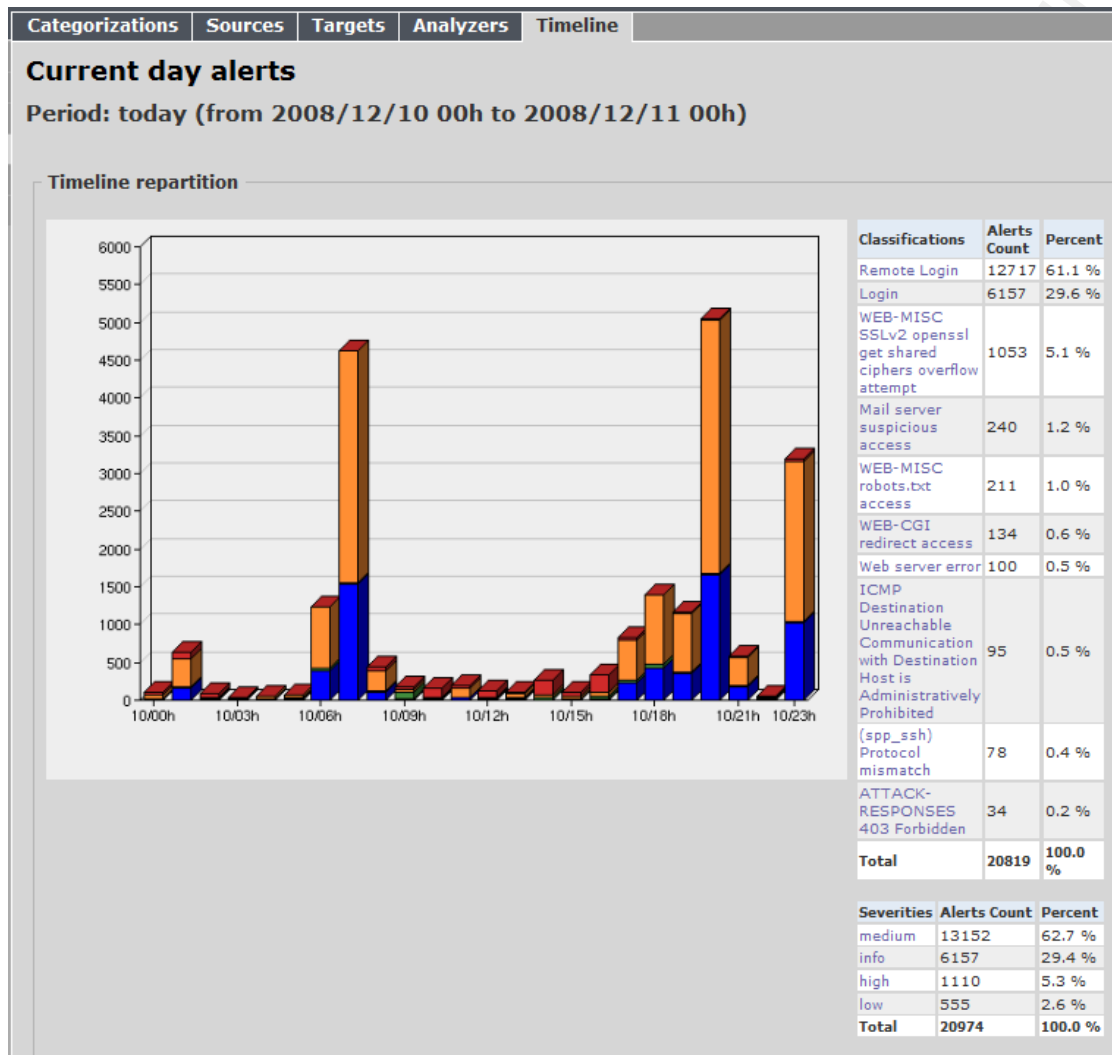 Categorizations Sources Targets Analyzers Timeline
Current day alerts
Period: today (from 2008/12/10 00h to 2008/12/11 00h)
Timeline repartition
6000
5500
5000
4500
4000
3500
3000
2500
2000
1500
1000
500
0
10/00h 10/03h 10/06h 10/09h 10/12h 10/15h 10/18h 10/21h 10/23h
Classifications Alerts Count Percent
Remote Login 12717 61.1 %
Login 6157 29.6 %
WEB-MISC
SSLv2 openssl
get shared
ciphers overflow
attempt
1053 5.1 %
Mail server
suspicious
access
240 1.2 %
WEB-MISC
robots.txt
access
211 1.0 %
WEB-CGI
redirect access
134 0.6 %
Web server error 100 0.5 %
ICMP
Destination
Unreachable
Communication
with Destination
Host is
Administratively
Prohibited
95 0.5 %
(spp_ssh)
Protocol
mismatch
78 0.4 %
ATTACK-
RESPONSES
403 Forbidden
34 0.2 %
Total 20819 100.0 %
Severities Alerts Count Percent
medium 13152 62.7 %
info 6157 29.4 %
high 1110 5.3 %
low 555 2.6 %
Total 20974 100.0 %